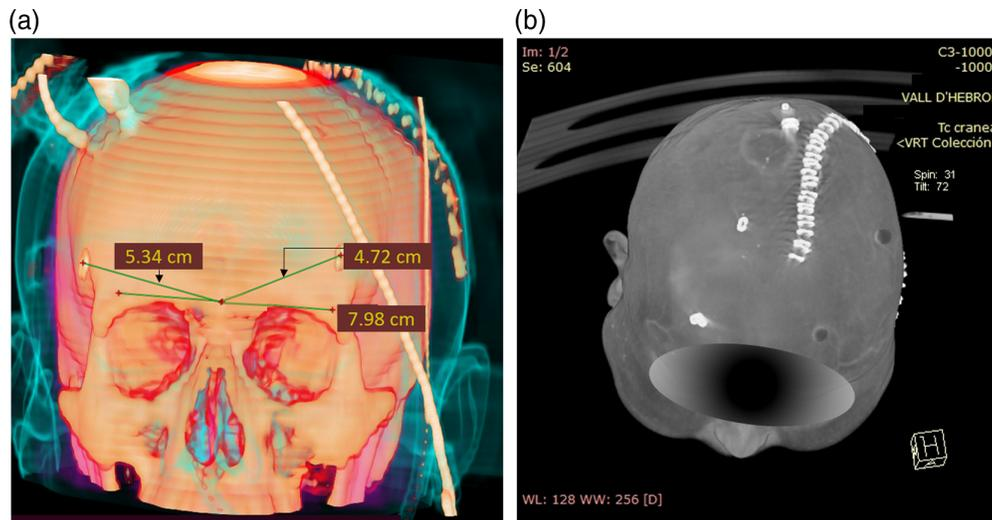 (a)
5.34 cm
4.72 cm
7.98 cm
(b)
Im: 1/2
Se: 604
C3-1000
-1000
VALL D'HEBRO
Tc cranea
<VRT Colección
Spin: 31
Tilt: 72
H
WL: 128 WW: 256 [D]